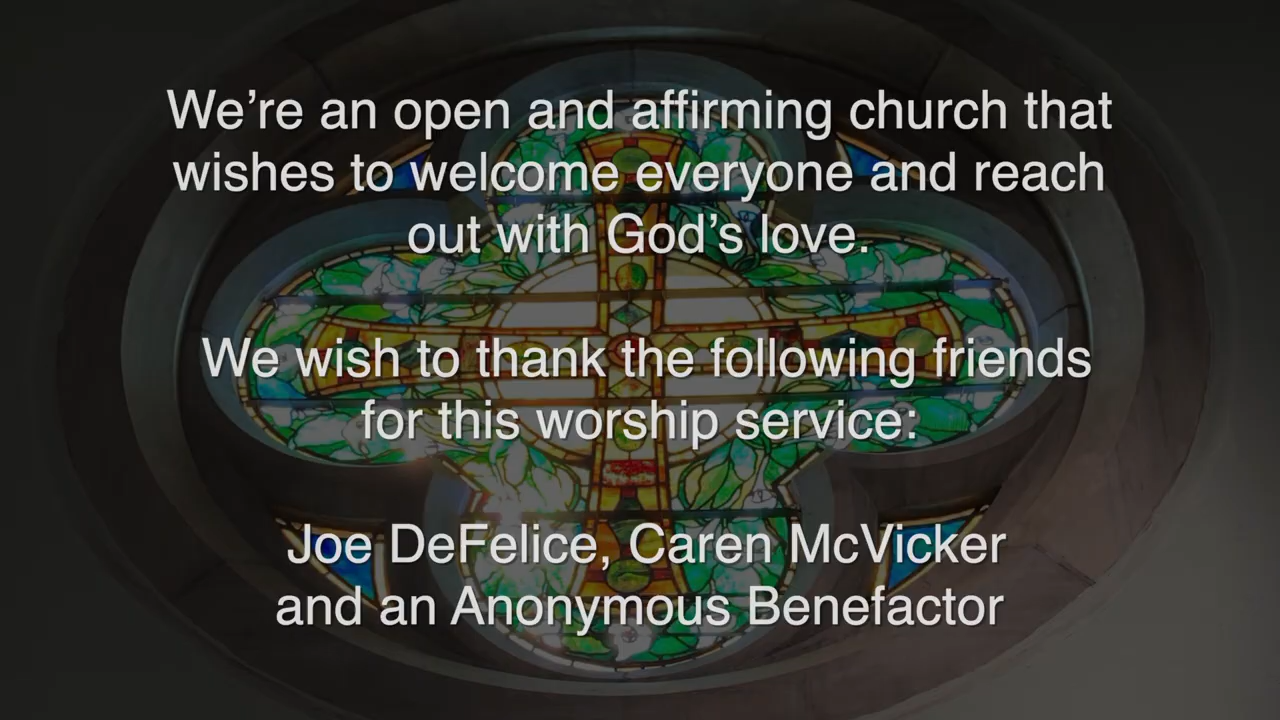 We’re an open and affirming church that
wishes to welcome everyone and reach
out with God’s love.
We wish to thank the following friends
for this worship service:
Joe DeFelice, Caren McVicker
and an Anonymous Benefactor